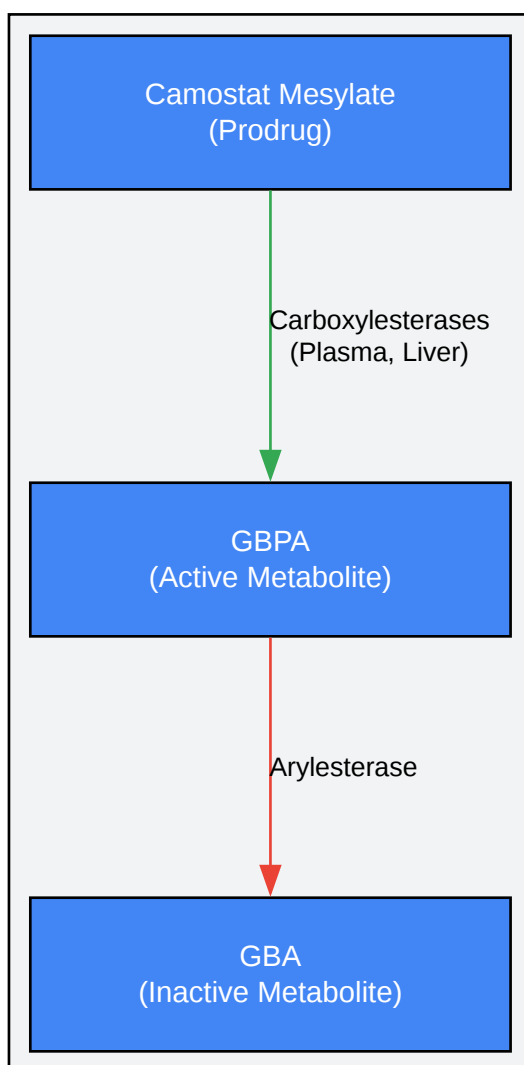 Camostat Mesylate
(Prodrug)
Carboxylesterases
(Plasma, Liver)
GBPA
(Active Metabolite)
Arylesterase
GBA
(Inactive Metabolite)